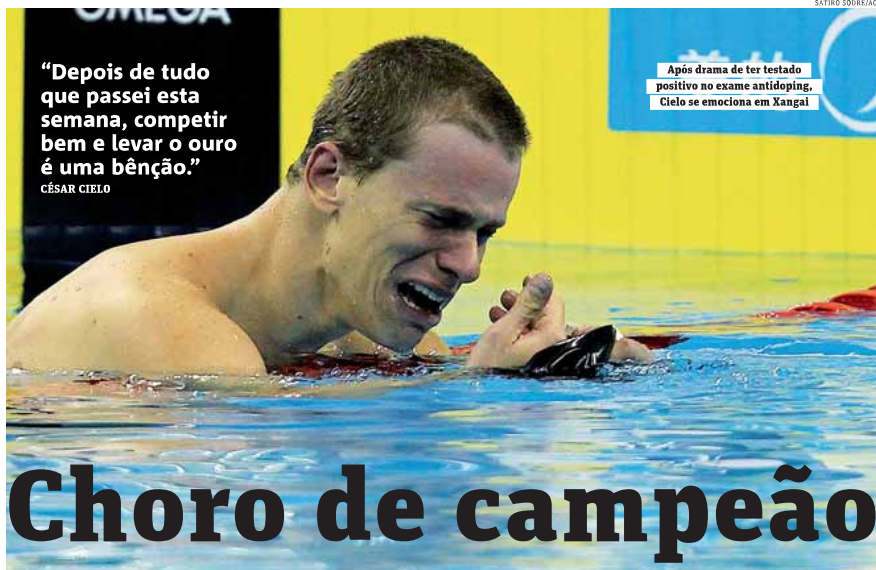 SATIRO SODRÉ/AG
OMEGA
“Depois de tudo
que passei esta
semana, competir
bem e levar o ouro
é uma bênção.”
CÉSAR CIELO
Após drama de ter testado
positivo no exame antidoping,
Cielo se emociona em Xangai
Choro de campeão